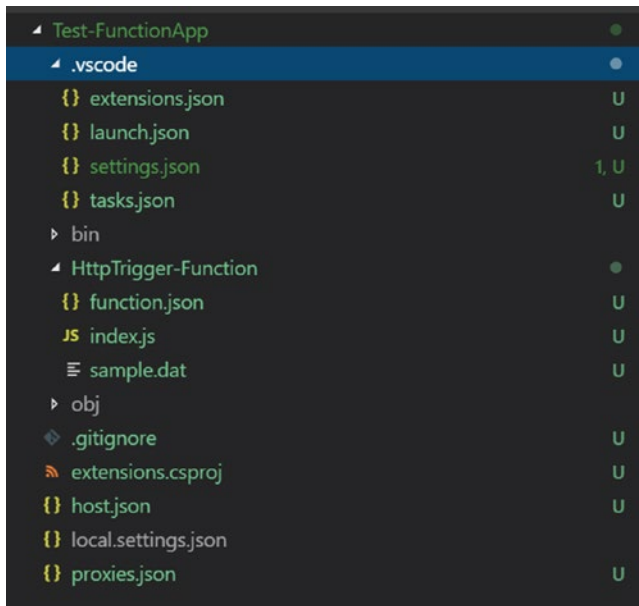 Test-FunctionApp
.vscode
{} extensions.json U
{} launch.json U
{} settings.json 1, U
{} tasks.json U
bin
HttpTrigger-Function
{} function.json U
JS index.js U
sample.dat U
obj
.gitignore U
extensions.csproj U
{} host.json U
{} local.settings.json
{} proxies.json U